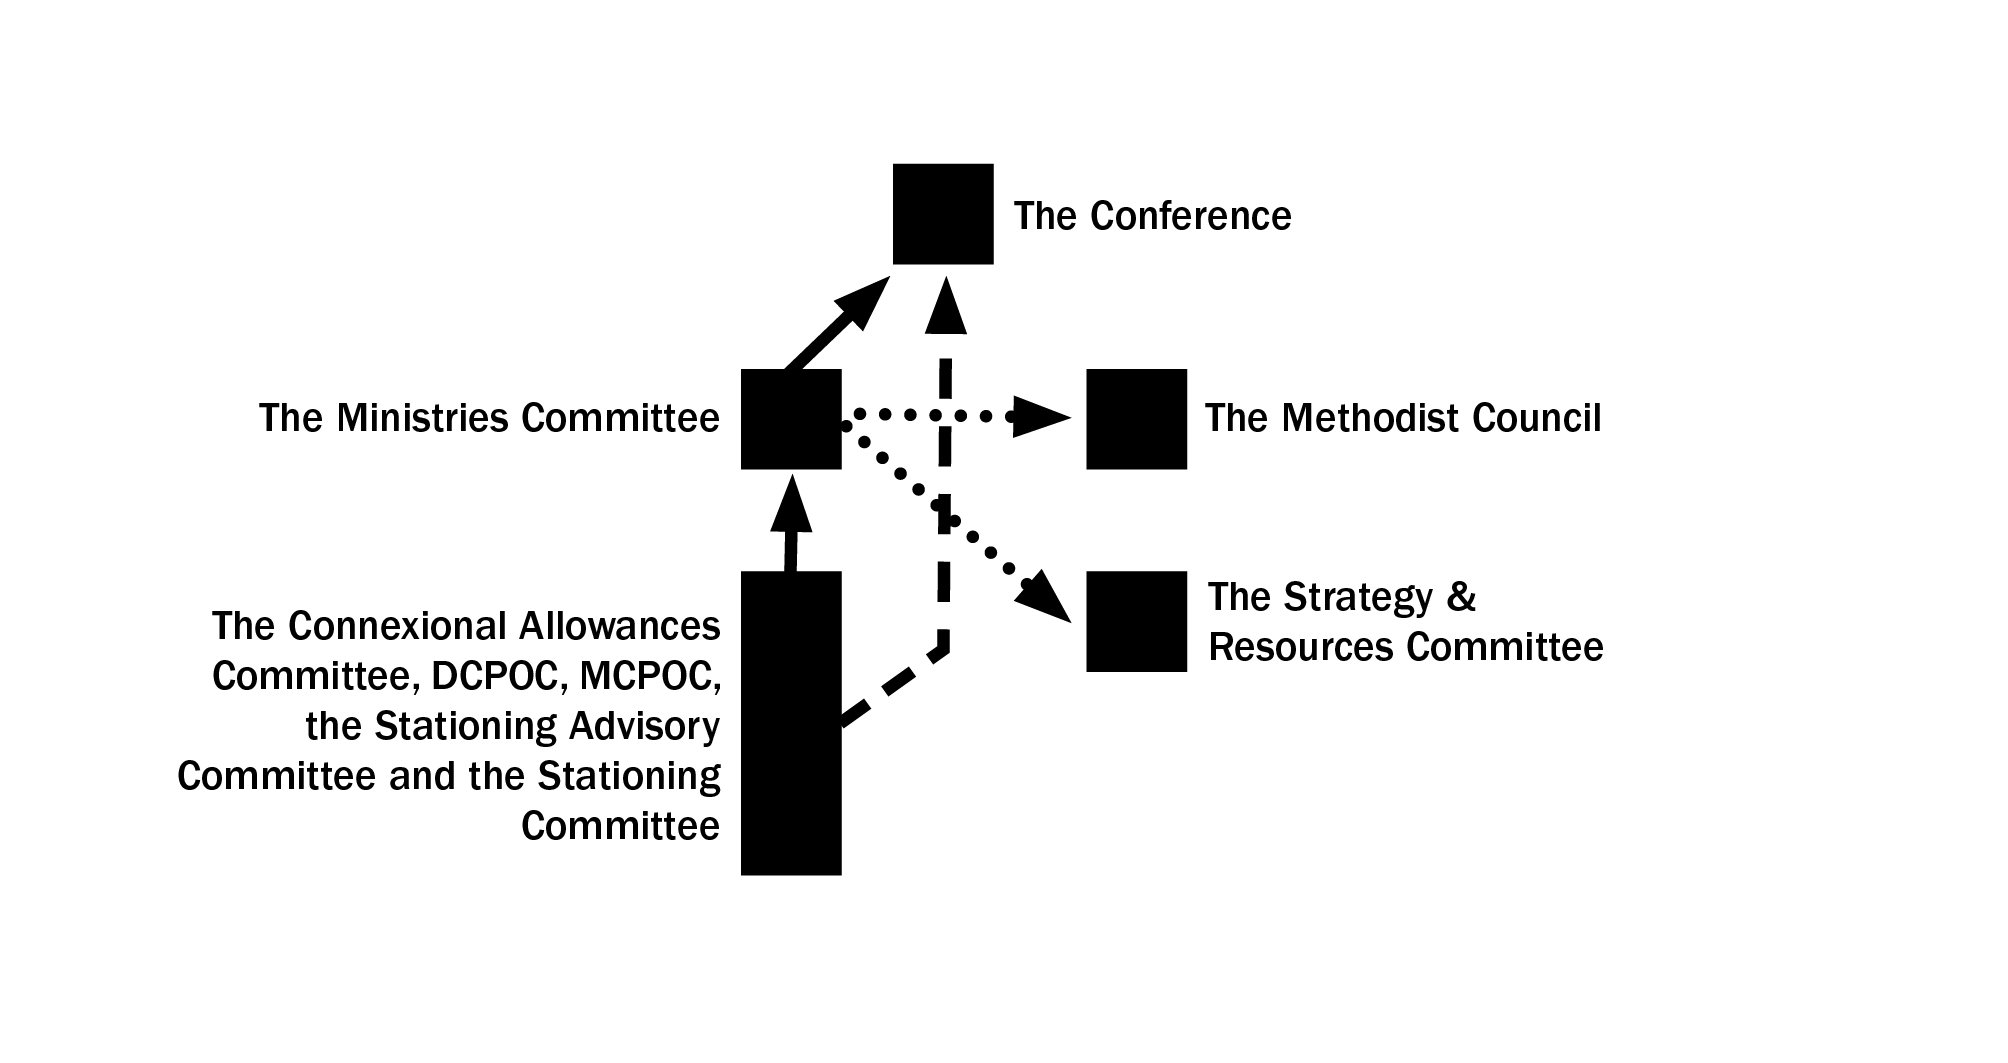 The Conference
The Ministries Committee
The Methodist Council
The Connexional Allowances
Committee, DCPOC, MCPOC,
the Stationing Advisory
Committee and the Stationing
Committee
The Strategy &
Resources Committee